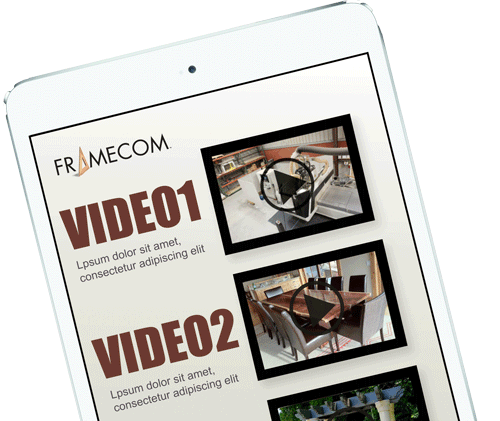 FRAMECOM
VIDEO1
Lpsum dolor sit amet,
consectetur adipiscing elit
VIDEO2
Lpsum dolor sit amet,
consectetur adipiscing elit